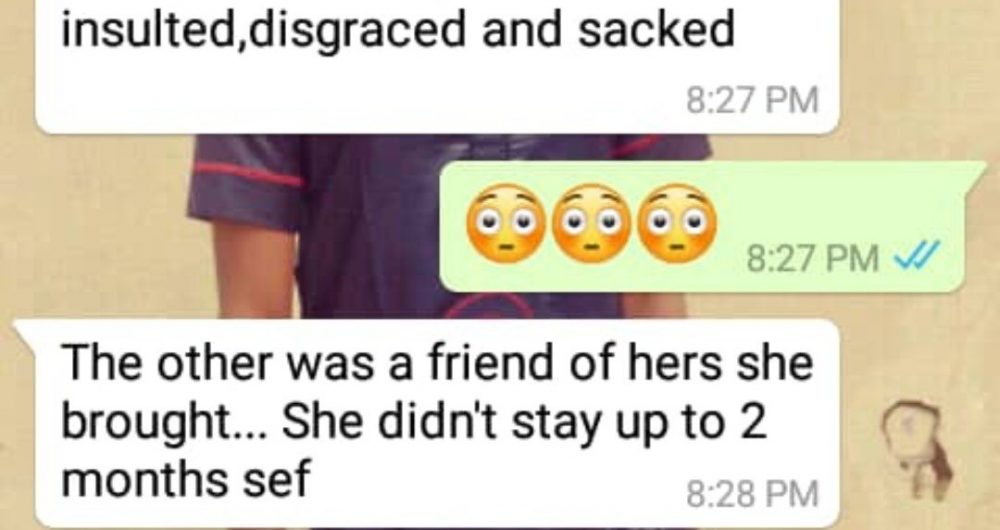 insulted,disgraced and sacked
8:27 PM
😳😳😳 8:27 PM
The other was a friend of hers she
brought... She didn't stay up to 2
months sef
8:28 PM